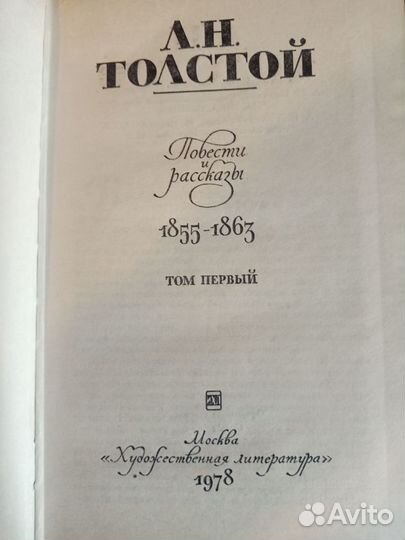 Л.Н.
ТОЛСТОЙ
Повести
и
рассказы
1855-1863
ТОМ ПЕРВЫЙ
Москва
«Художественная литература»
1978
Avito